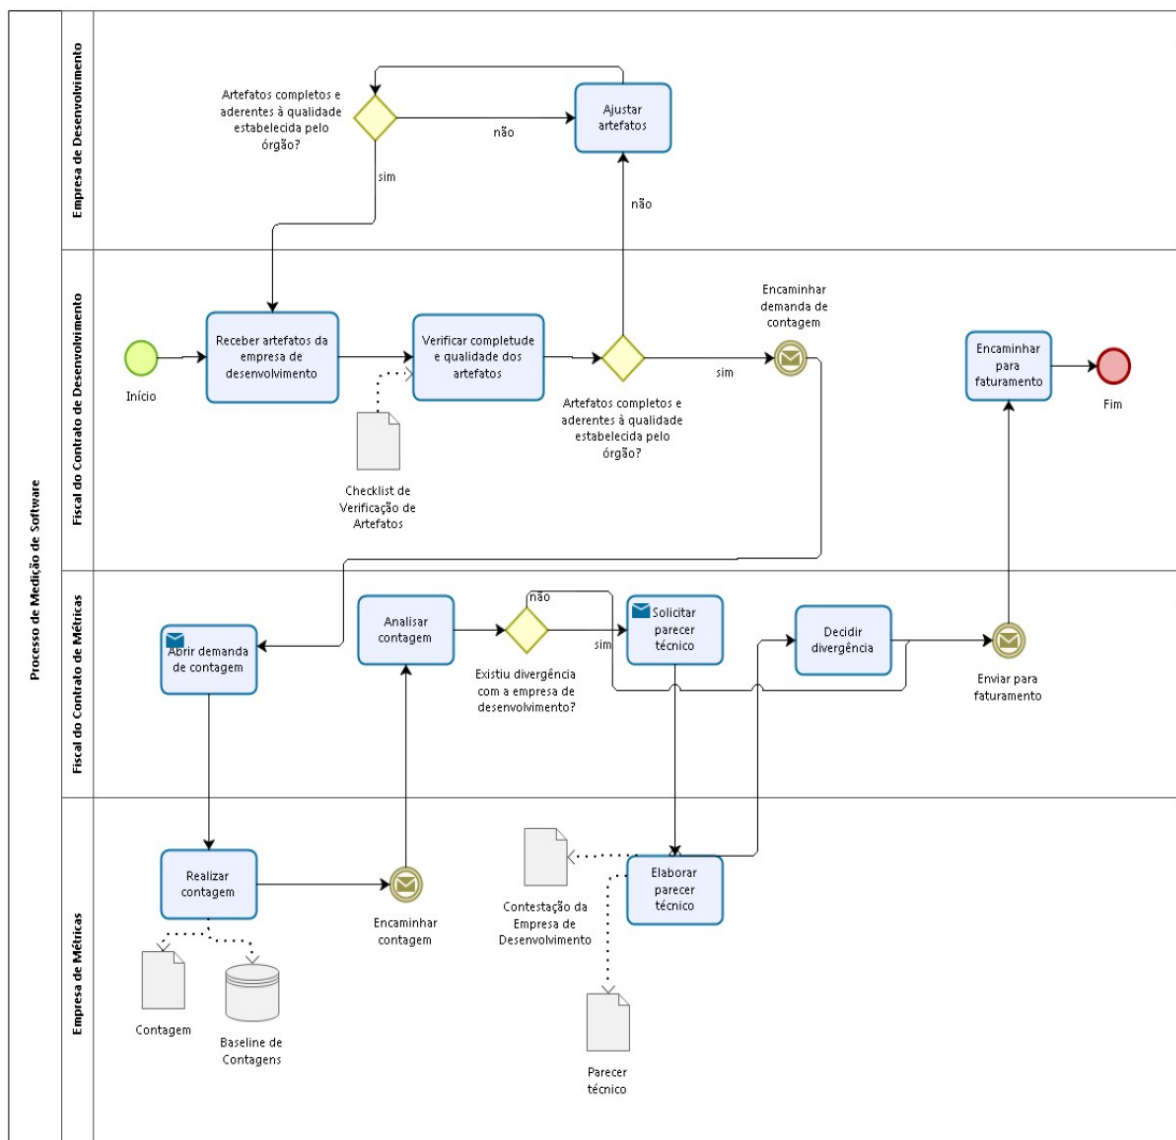 Processo de Medição de Software
Empresa de Desenvolvimento
Artefatos completos e
aderentes à qualidade
estabelecida pelo
órgão?
não
sim
Ajustar
artefatos
não
Fiscal do Contrato de Desenvolvimento
Início
Receber artefatos da
empresa de
desenvolvimento
Verificar completude
e qualidade dos
artefatos
Checklist de
Verificação de
Artefatos
Artefatos completos e
aderentes à qualidade
estabelecida pelo
órgão?
sim
Encaminhar
demanda de
contagem
Encaminhar
para
faturamento
Fim
Fiscal do Contrato de Métricas
Abrir demanda
de contagem
Analisar
contagem
Existiu divergência
com a empresa de
desenvolvimento?
não
sim
Solicitar
parecer
técnico
Decidir
divergência
Enviar para
faturamento
Empresa de Métricas
Realizar
contagem
Contagem
Baseline de
Contagens
Encaminhar
contagem
Contestação da
Empresa de
Desenvolvimento
Elaborar
parecer
técnico
Parecer
técnico